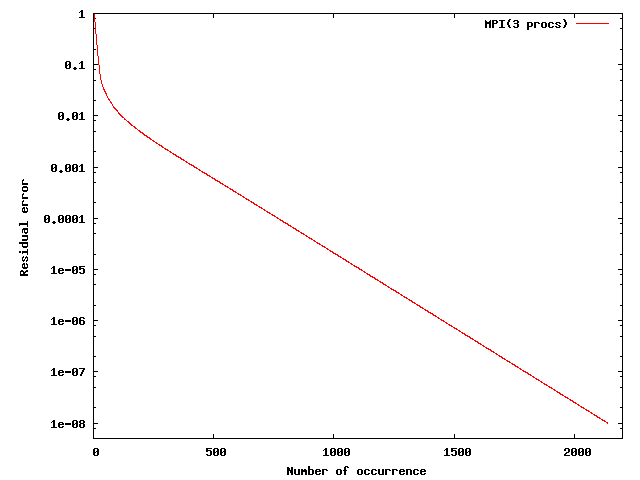 1
MPI(3 procs)
0.1
0.01
0.001
0.0001
Residual error
1e-05
1e-06
1e-07
1e-08
0 500 1000 1500 2000
Number of occurrence